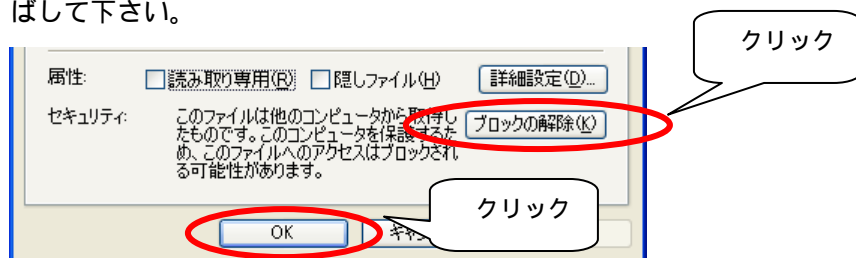 ばして下さい。
クリック
属性: 読み取り専用(R) 隠しファイル(H) 詳細設定(D)...
セキュリティ: このファイルは他のコンピュータから取得し
たものです。このコンピュータを保護するため、このファイルへのアクセスはブロックされ
る可能性があります。
ブロックの解除(K)
クリック
OK